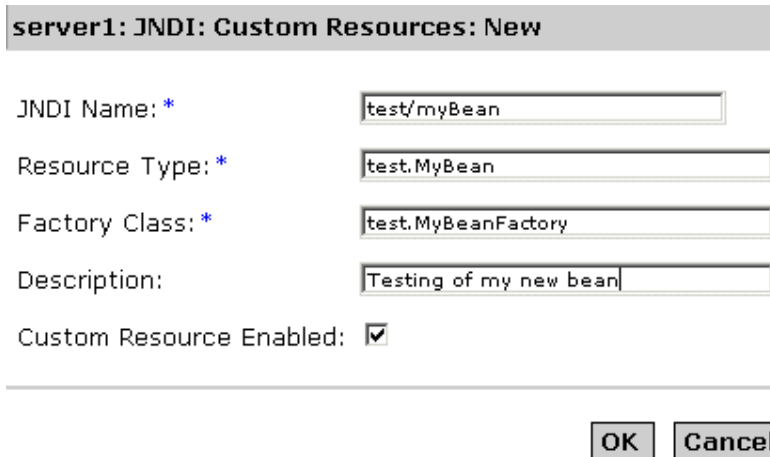 server1: JNDI: Custom Resources: New
JNDI Name: * test/myBean
Resource Type: * test.MyBean
Factory Class: * test.MyBeanFactory
Description: Testing of my new bean
Custom Resource Enabled:
OK Cancel